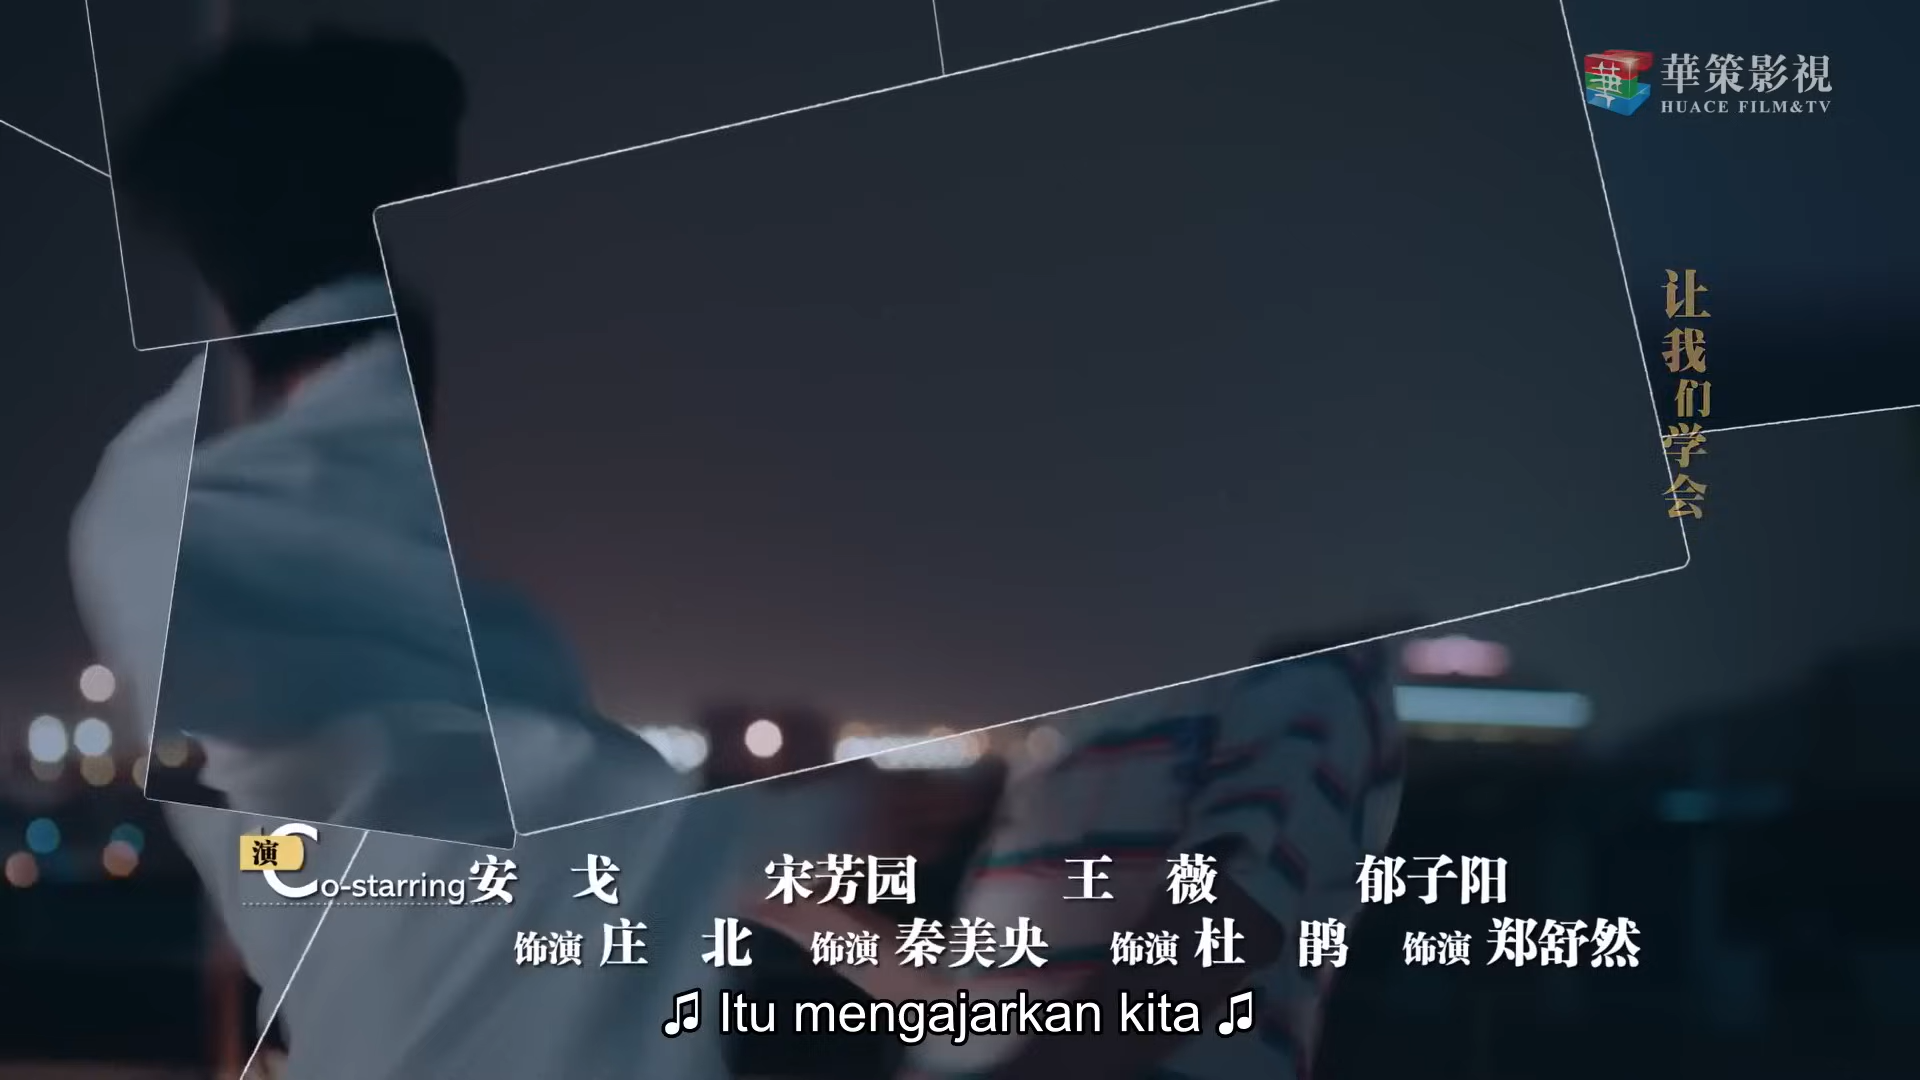 華策影視
HUACE FILM&TV
让我们学会
演
Co-starring
安 戈 宋芳园 王 薇 郁子阳
饰演 庄 北 饰演 秦美央 饰演 杜 鹃 饰演 郑舒然
♫ Itu mengajarkan kita ♫